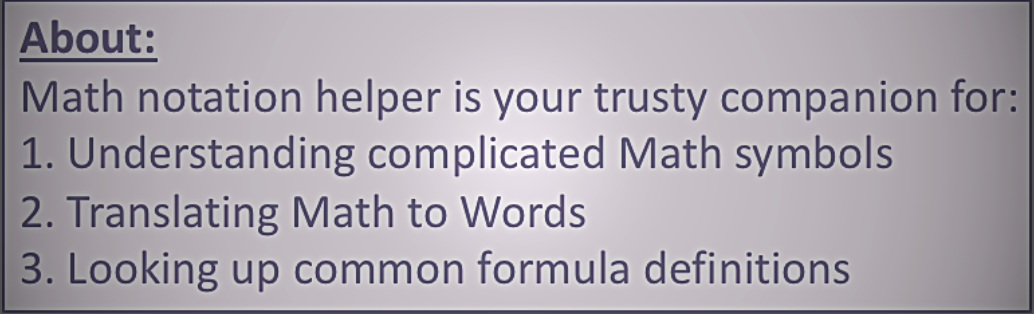 About:
Math notation helper is your trusty companion for:
1. Understanding complicated Math symbols
2. Translating Math to Words
3. Looking up common formula definitions